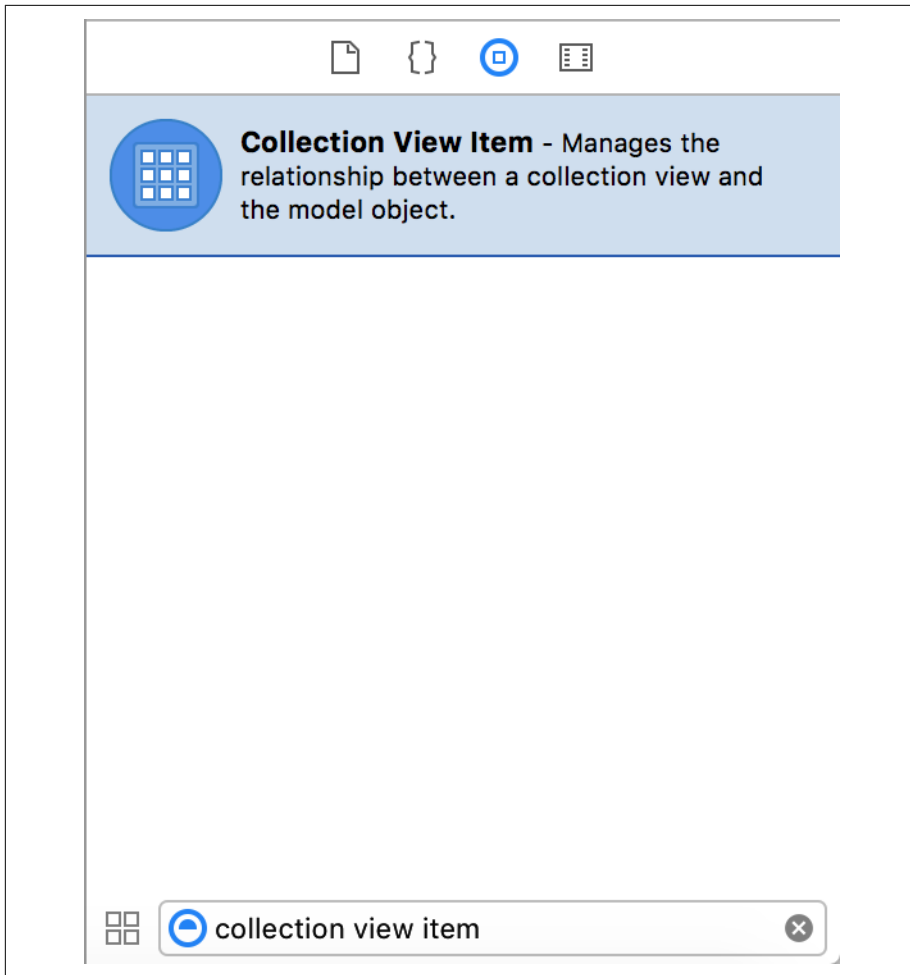 Collection View Item - Manages the
relationship between a collection view and
the model object.
collection view item